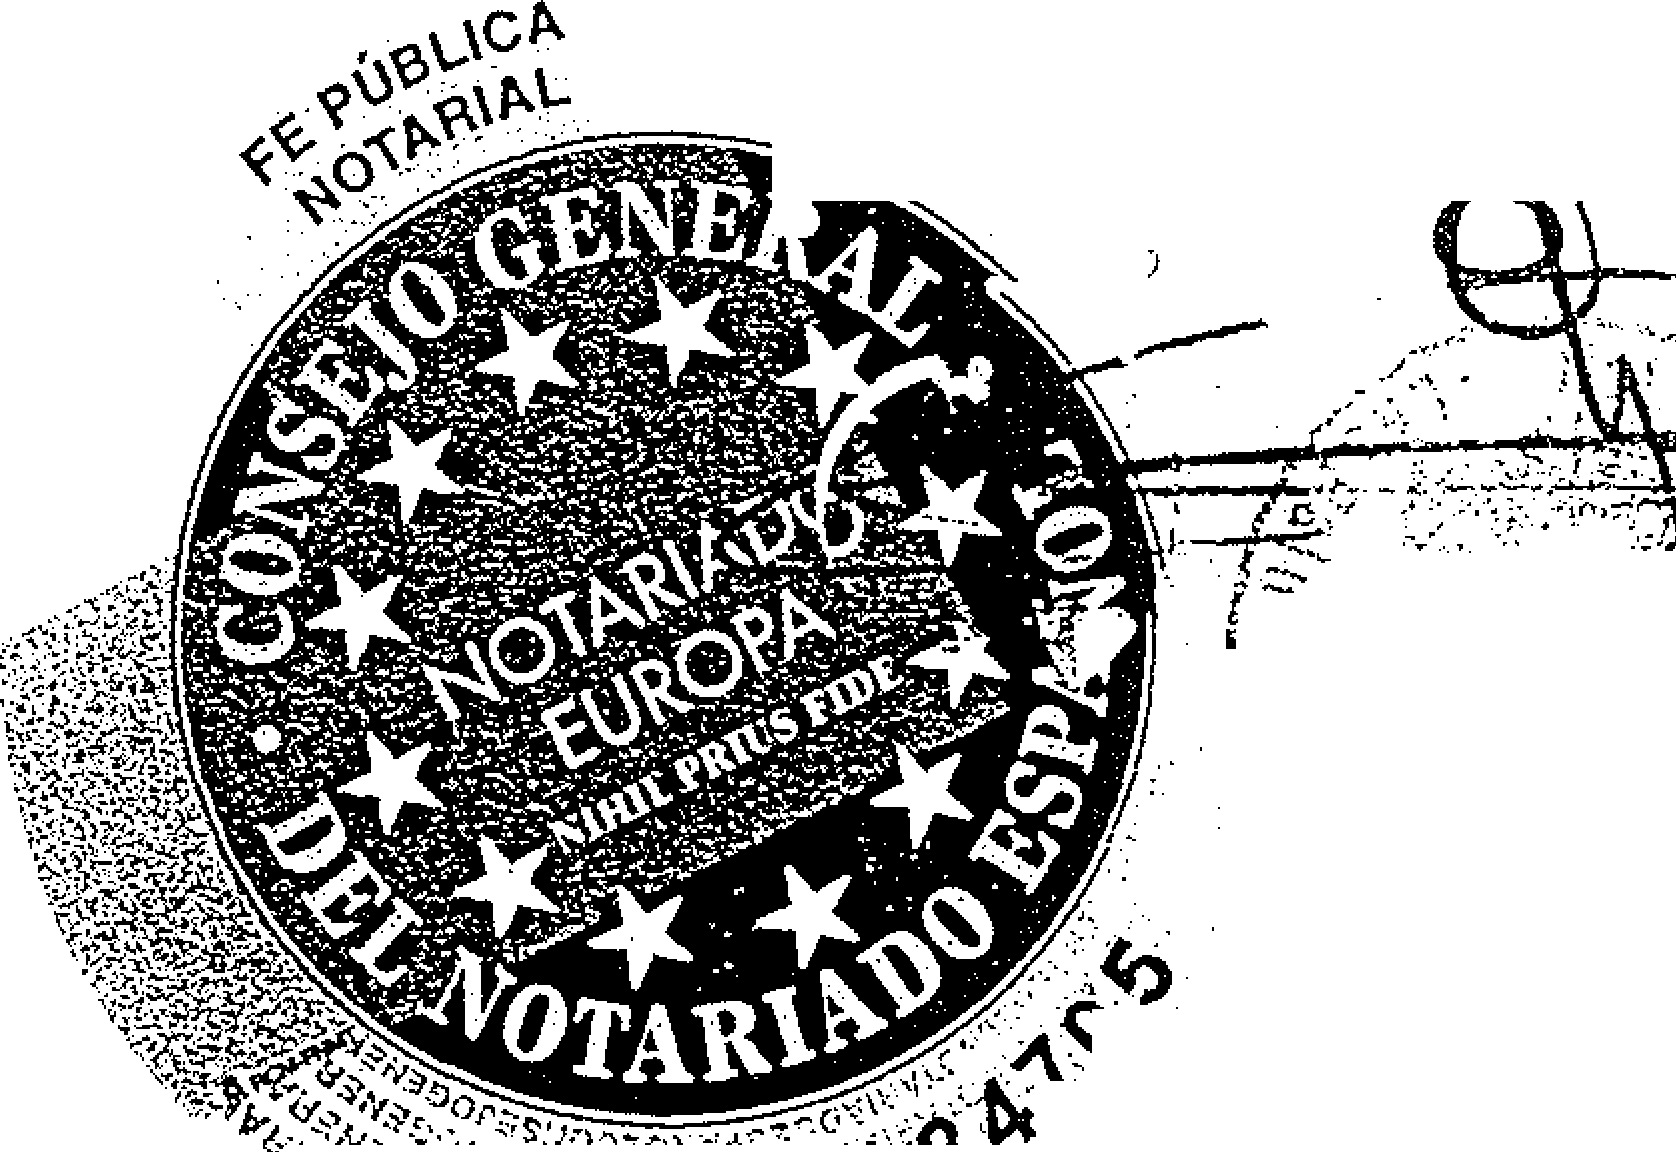 FE PÚBLICA
NOTARIAL
CONSEJO GENERAL
DEL NOTARIADO ESPAÑOL
NOTARIADO
EUROPA
NIHIL PRIUS FIDE